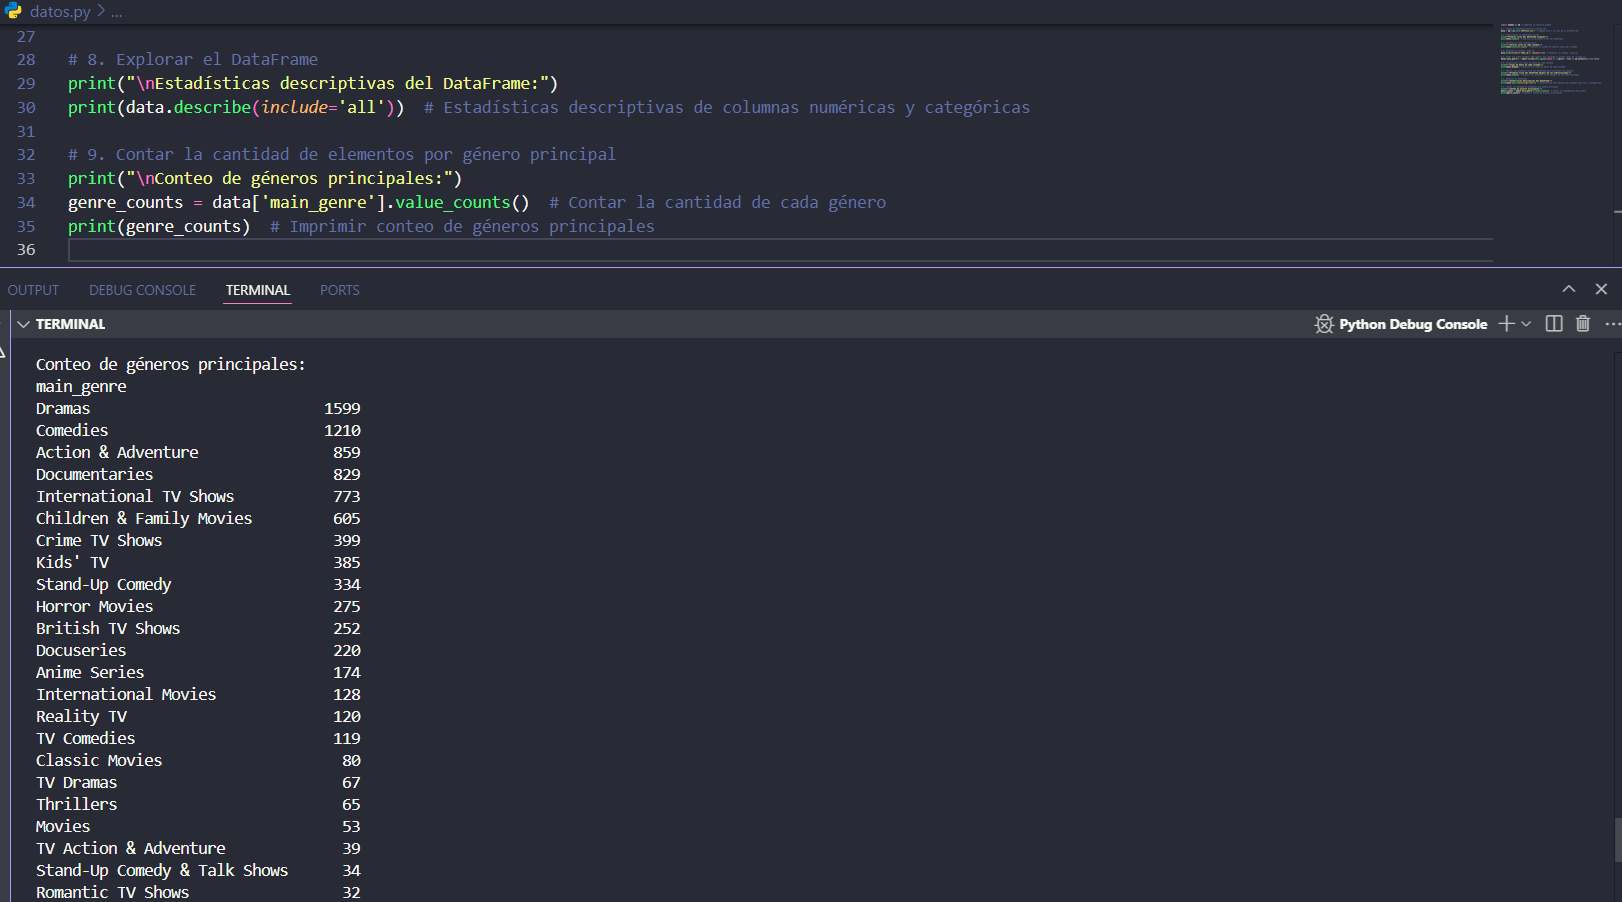 datos.py > ...
27
28 # 8. Explorar el DataFrame
29 print("\nEstadísticas descriptivas del DataFrame:")
30 print(data.describe(include='all'))  # Estadísticas descriptivas de columnas numéricas y categóricas
31
32 # 9. Contar la cantidad de elementos por género principal
33 print("\nConteo de géneros principales:")
34 genre_counts = data['main_genre'].value_counts()  # Contar la cantidad de cada género
35 print(genre_counts)  # Imprimir conteo de géneros principales
36
OUTPUT DEBUG CONSOLE TERMINAL PORTS
TERMINAL Python Debug Console
Conteo de géneros principales:
main_genre
Dramas 1599
Comedies 1210
Action & Adventure 859
Documentaries 829
International TV Shows 773
Children & Family Movies 605
Crime TV Shows 399
Kids' TV 385
Stand-Up Comedy 334
Horror Movies 275
British TV Shows 252
Docuseries 220
Anime Series 174
International Movies 128
Reality TV 120
TV Comedies 119
Classic Movies 80
TV Dramas 67
Thrillers 65
Movies 53
TV Action & Adventure 39
Stand-Up Comedy & Talk Shows 34
Romantic TV Shows 32